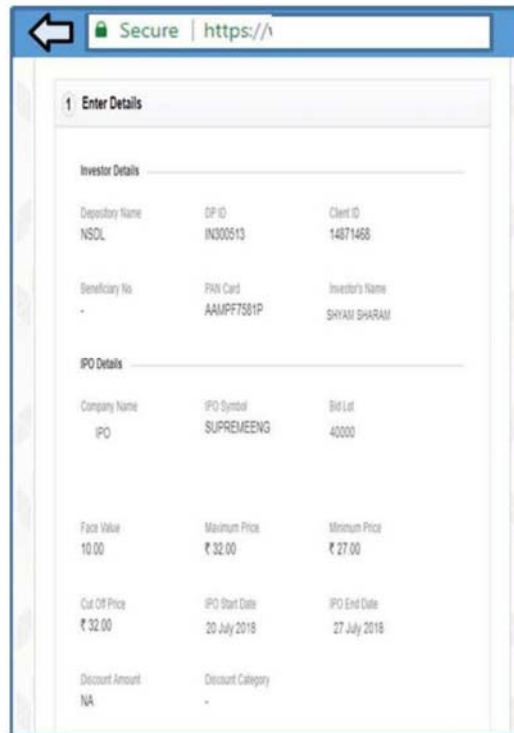 Secure | https://
1 Enter Details
Investor Details
Depository Name DP ID Client ID
NSDL IN300513 14871468
Beneficiary No PAN Card Investor's Name
- AAMPF7581P SHYAM SHARAM
IPO Details
Company Name IPO Symbol Bid Lot
IPO SUPREMEENG 40000
Face Value Maximum Price Minimum Price
10.00 ₹ 32.00 ₹ 27.00
Cut Off Price IPO Start Date IPO End Date
₹ 32.00 20 July 2018 27 July 2018
Discount Amount Discount Category
NA -